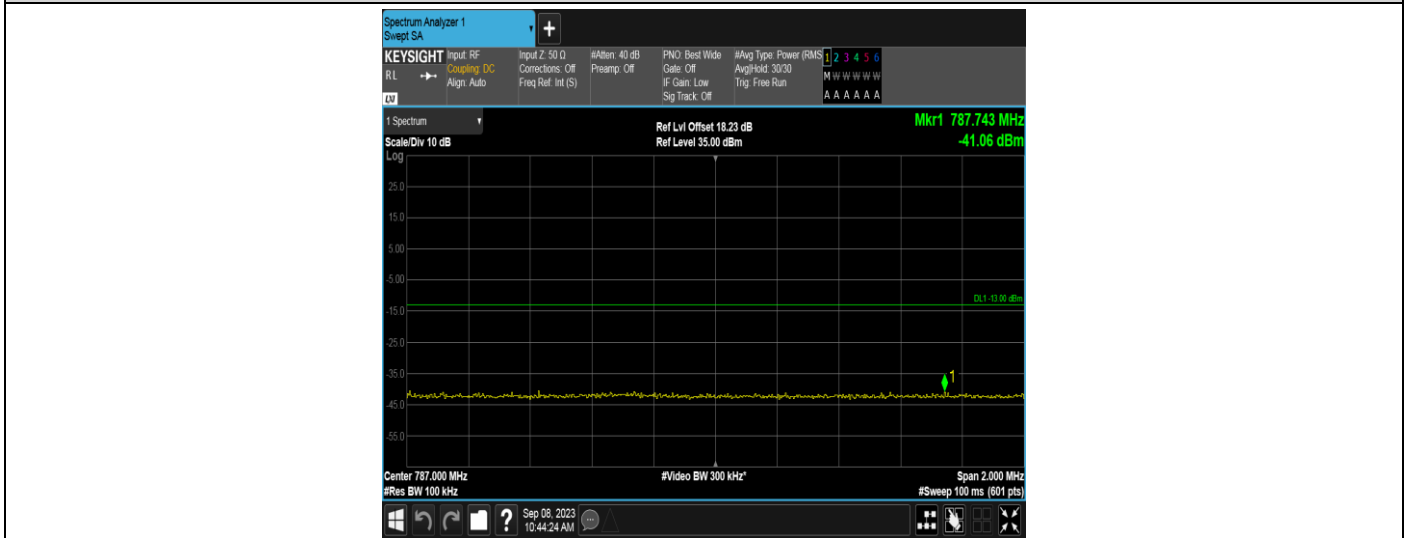 Spectrum Analyzer 1
Swept SA
+
KEYSIGHT
RL
LXI
Input: RF
Coupling: DC
Align: Auto
Input Z: 50 Ω
Corrections: Off
Freq Ref: Int (S)
#Atten: 40 dB
Preamp: Off
PNO: Best Wide
Gate: Off
IF Gain: Low
Sig Track: Off
#Avg Type: Power (RMS
Avg|Hold: 30/30
Trig: Free Run
1 2 3 4 5 6
M W W W W W
A A A A A A
1 Spectrum
Scale/Div 10 dB
Log
Ref Lvl Offset 18.23 dB
Ref Level 35.00 dBm
Mkr1 787.743 MHz
-41.06 dBm
25.0
15.0
5.00
-5.00
DL1 -13.00 dBm
-15.0
-25.0
-35.0
1
-45.0
-55.0
Center 787.000 MHz
#Res BW 100 kHz
#Video BW 300 kHz*
Span 2.000 MHz
#Sweep 100 ms (601 pts)
?
Sep 08, 2023
10:44:24 AM